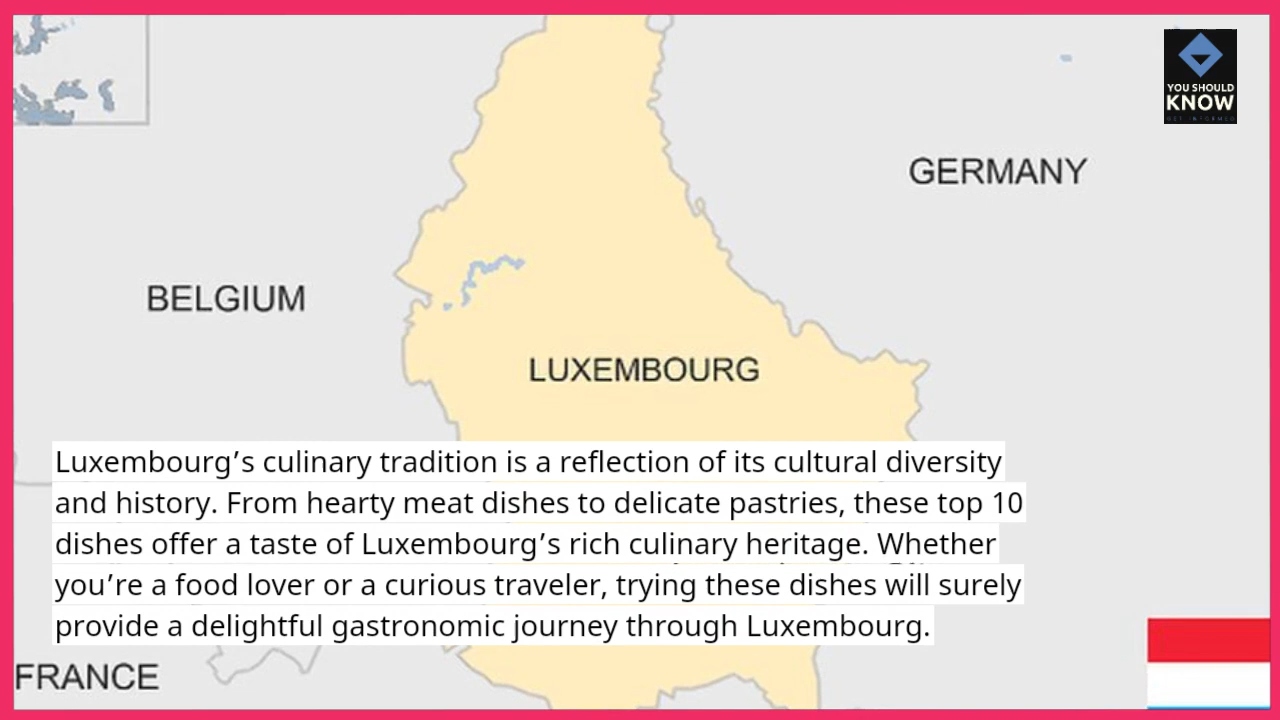 YOU SHOULD
KNOW
GET INFORMED
GERMANY
BELGIUM
LUXEMBOURG
Luxembourg’s culinary tradition is a reflection of its cultural diversity
and history. From hearty meat dishes to delicate pastries, these top 10
dishes offer a taste of Luxembourg’s rich culinary heritage. Whether
you’re a food lover or a curious traveler, trying these dishes will surely
provide a delightful gastronomic journey through Luxembourg.
FRANCE